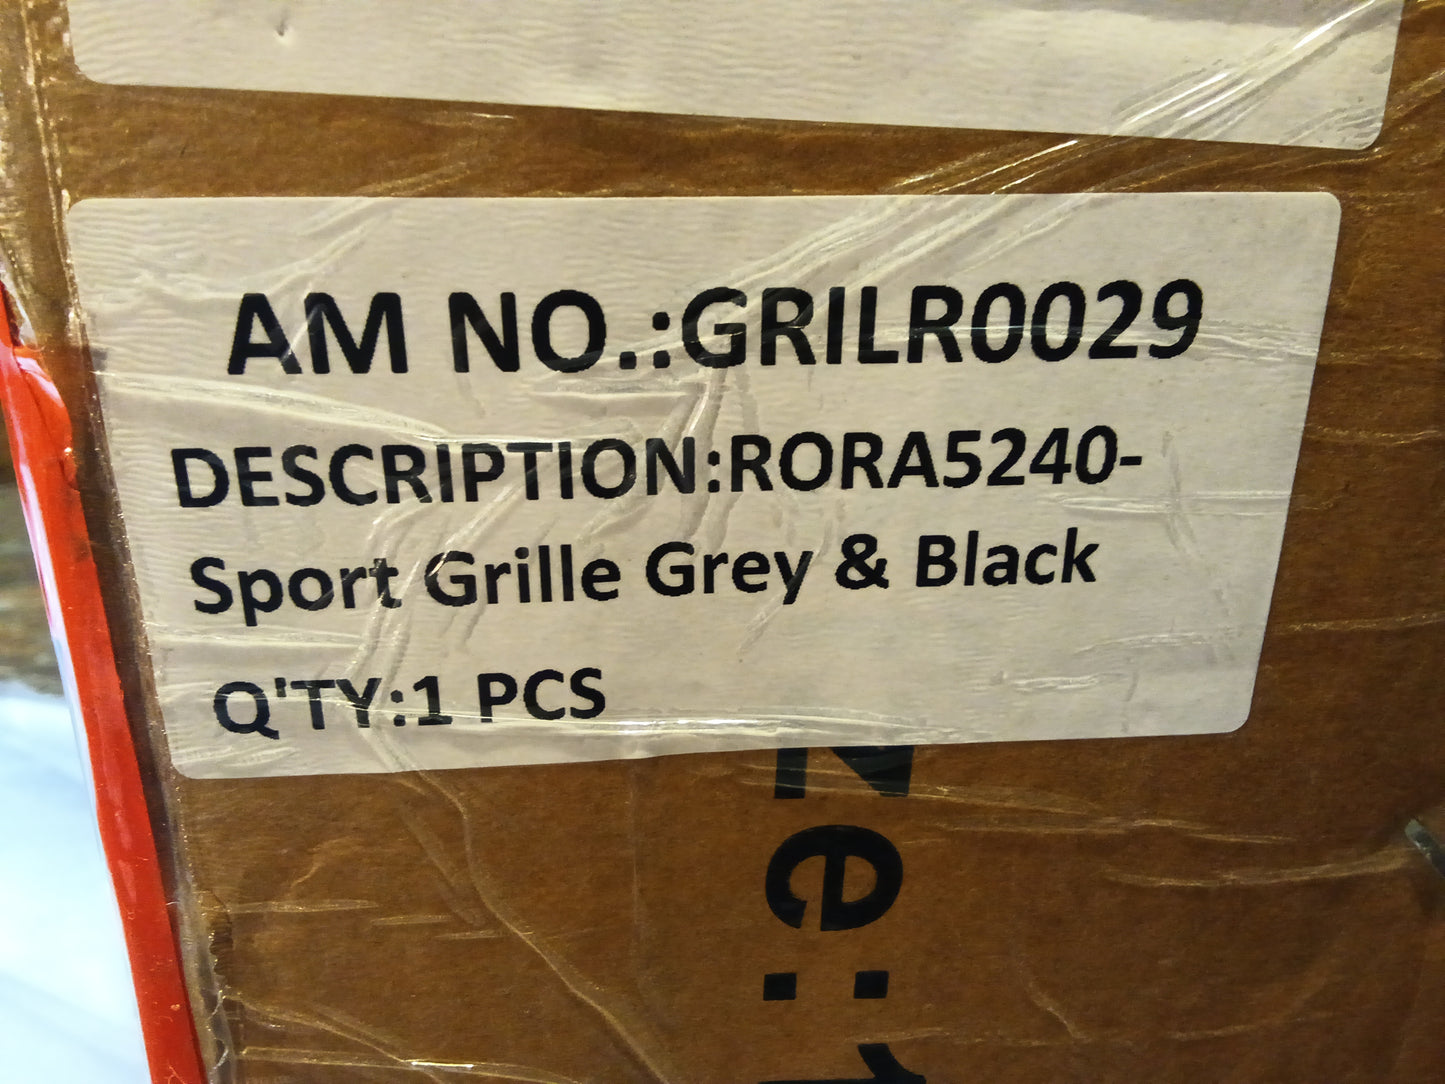 AM NO.:GRILR0029
DESCRIPTION:RORA5240-
Sport Grille Grey & Black
Q'TY:1 PCS